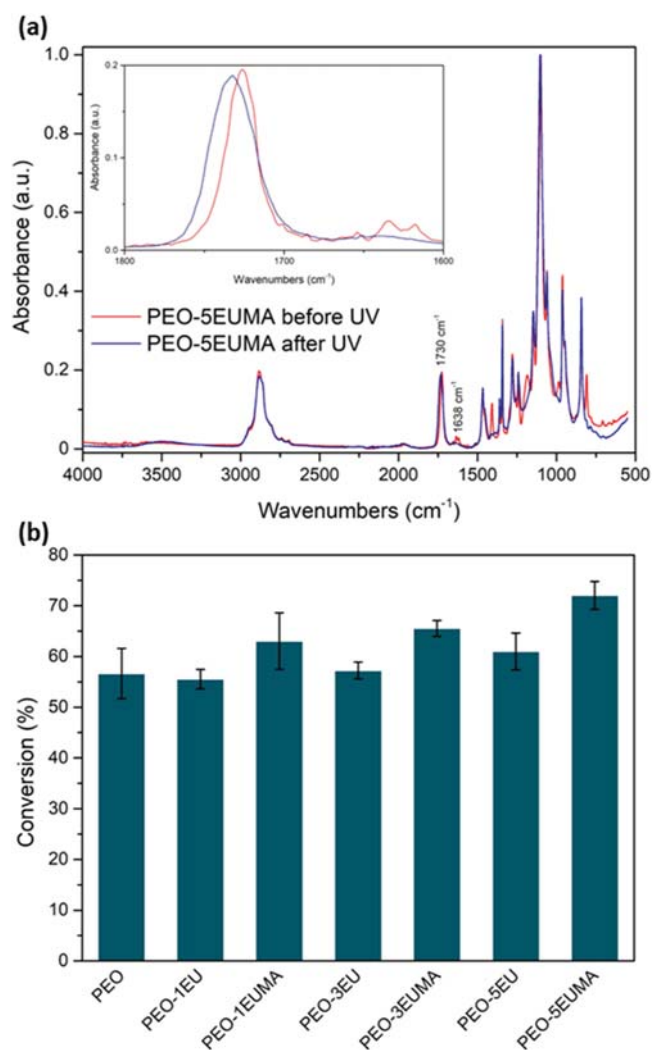 (a)
1.0
0.8
0.6
0.4
0.2
0
Absorbance (a.u.)
0.2
0.1
0.0
Absorbance (a.u.)
1800
1700
1600
Wavenumbers (cm⁻¹)
PEO-5EUMA before UV
PEO-5EUMA after UV
1730 cm⁻¹
1638 cm⁻¹
4000
3500
3000
2500
2000
1500
1000
500
Wavenumbers (cm⁻¹)
(b)
80
70
60
50
40
30
20
10
0
Conversion (%)
PEO
PEO-1EU
PEO-1EUMA
PEO-3EU
PEO-3EUMA
PEO-5EU
PEO-5EUMA